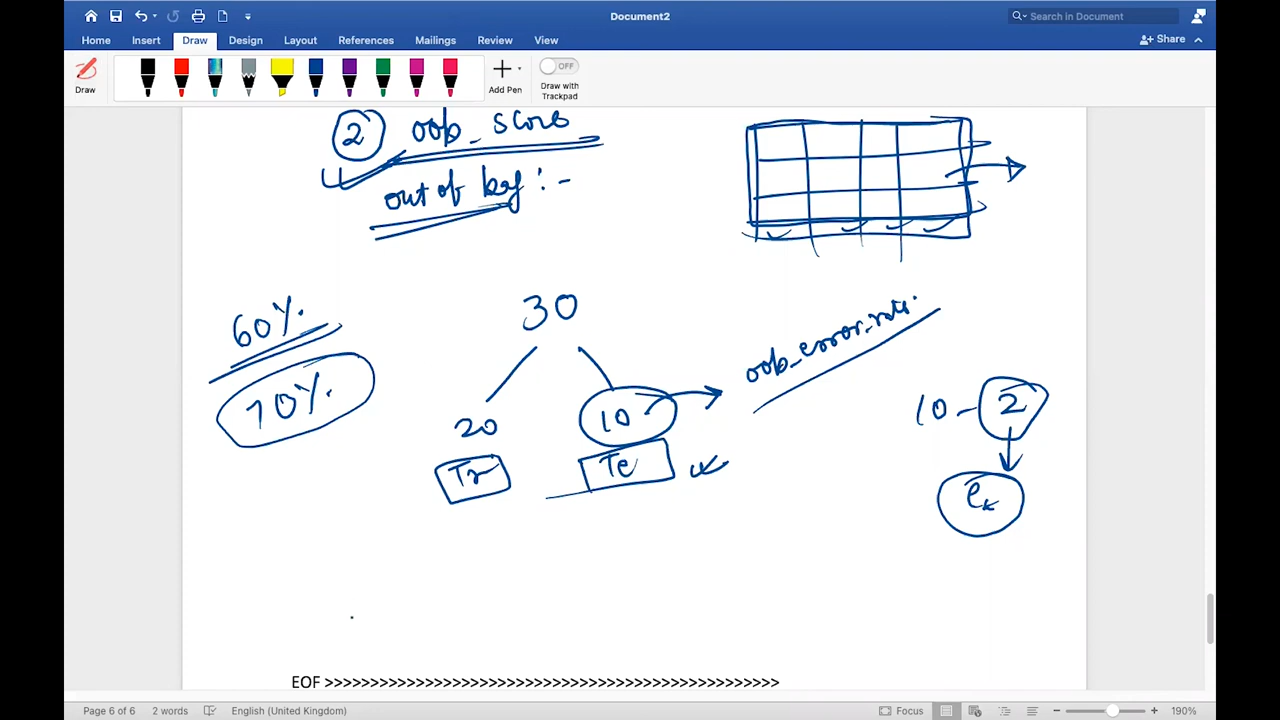 Document2
Search in Document
Home Insert Draw Design Layout References Mailings Review View
Share
Draw
Add Pen
OFF
Draw with
Trackpad
2 oob_score
out of bag :-
60%.
70%.
30
20
10
Tr
Te
oob_error_rate.
10 - 2
EOF >>>>>>>>>>>>>>>>>>>>>>>>>>>>>>>>>>>>>>>>>>>>>>>>>>
Page 6 of 6 2 words English (United Kingdom) Focus 190%